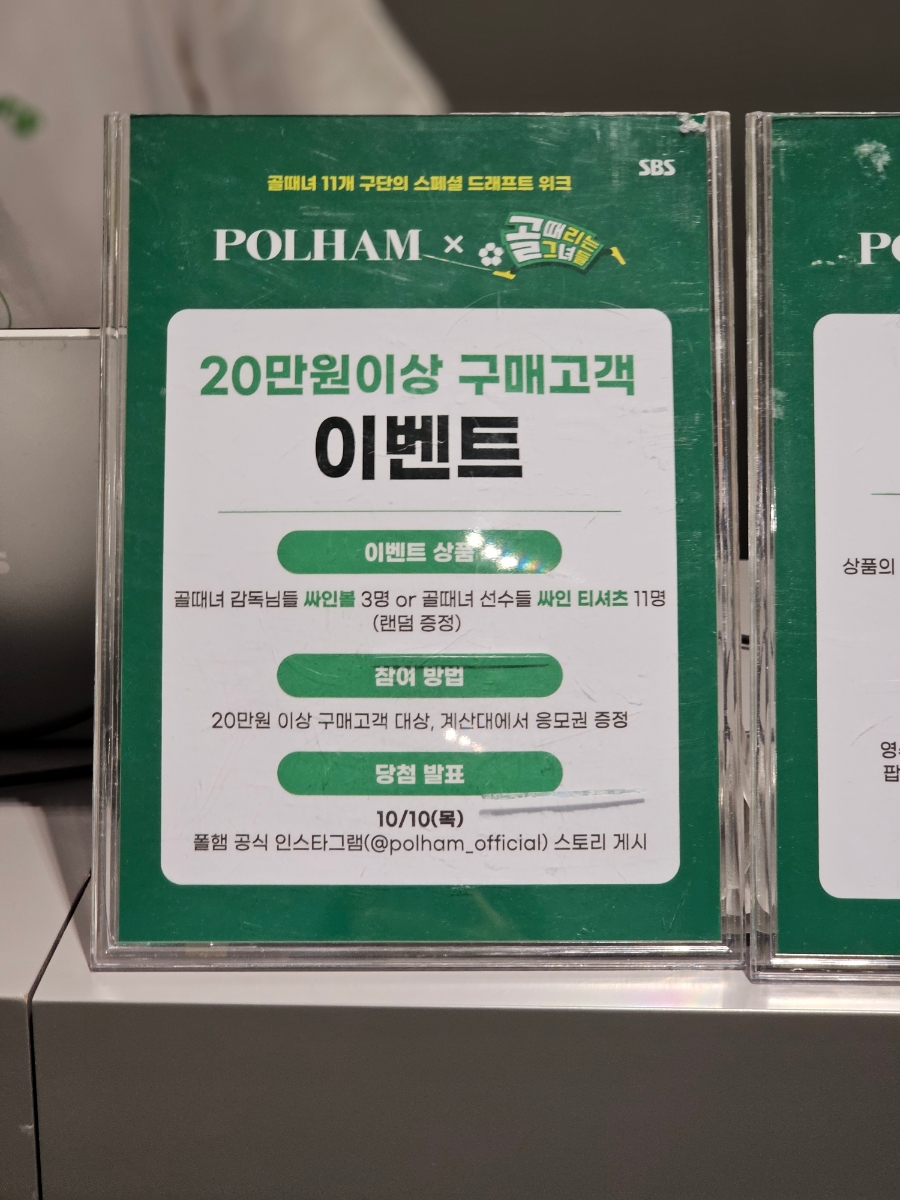 SBS
골때녀 11개 구단의 스페셜 드래프트 위크
POLHAM × 골때리는 그녀들
20만원이상 구매고객
이벤트
이벤트 상품
골때녀 감독님들 싸인볼 3명 or 골때녀 선수들 싸인 티셔츠 11명
(랜덤 증정)
참여 방법
20만원 이상 구매고객 대상, 계산대에서 응모권 증정
당첨 발표
10/10(목)
폴햄 공식 인스타그램(@polham_official) 스토리 게시
상품의